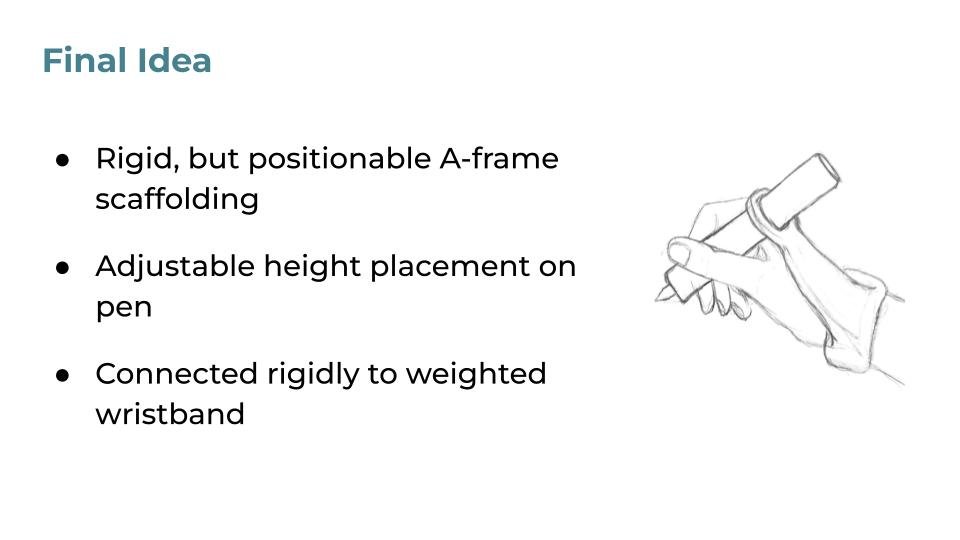 Final Idea
● Rigid, but positionable A-frame
scaffolding
● Adjustable height placement on
pen
● Connected rigidly to weighted
wristband